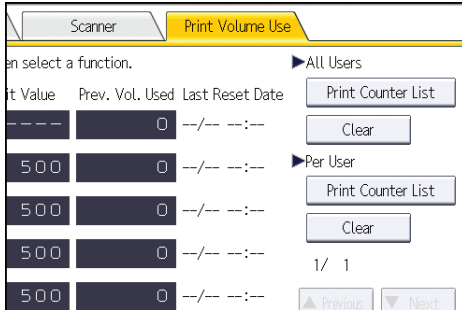 Scanner Print Volume Use
en select a function. ▶All Users
it Value Prev. Vol. Used Last Reset Date Print Counter List
---- 0 --/-- --:-- Clear
▶Per User
500 0 --/-- --:-- Print Counter List
500 0 --/-- --:-- Clear
500 0 --/-- --:-- 1/ 1
500 0 --/-- --:-- ▲ Previous ▼ Next